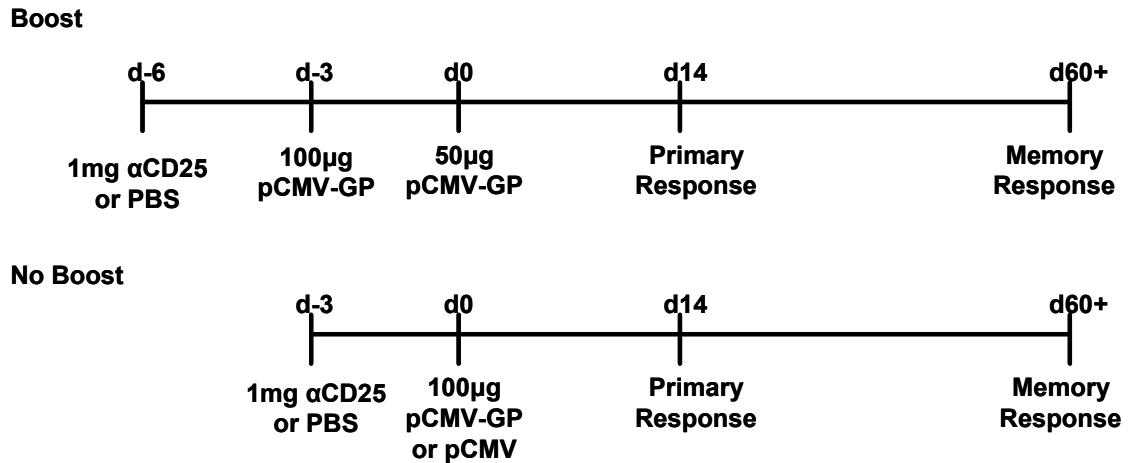 Boost
d-6 d-3 d0 d14 d60+
1mg αCD25
or PBS
100µg
pCMV-GP
50µg
pCMV-GP
Primary
Response
Memory
Response
No Boost
d-3 d0 d14 d60+
1mg αCD25
or PBS
100µg
pCMV-GP
or pCMV
Primary
Response
Memory
Response